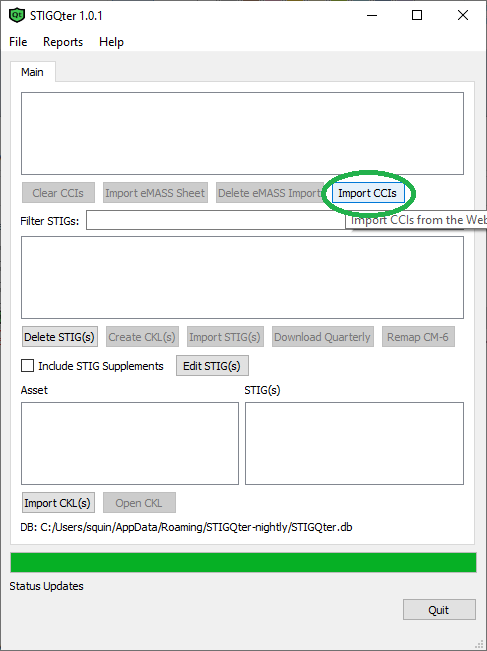 STIGQter 1.0.1
File Reports Help
Main
Clear CCIs Import eMASS Sheet Delete eMASS Import Import CCIs
Filter STIGs:
Import CCIs from the Web
Delete STIG(s) Create CKL(s) Import STIG(s) Download Quarterly Remap CM-6
Include STIG Supplements Edit STIG(s)
Asset STIG(s)
Import CKL(s) Open CKL
DB: C:/Users/squin/AppData/Roaming/STIGQter-nightly/STIGQter.db
Status Updates
Quit